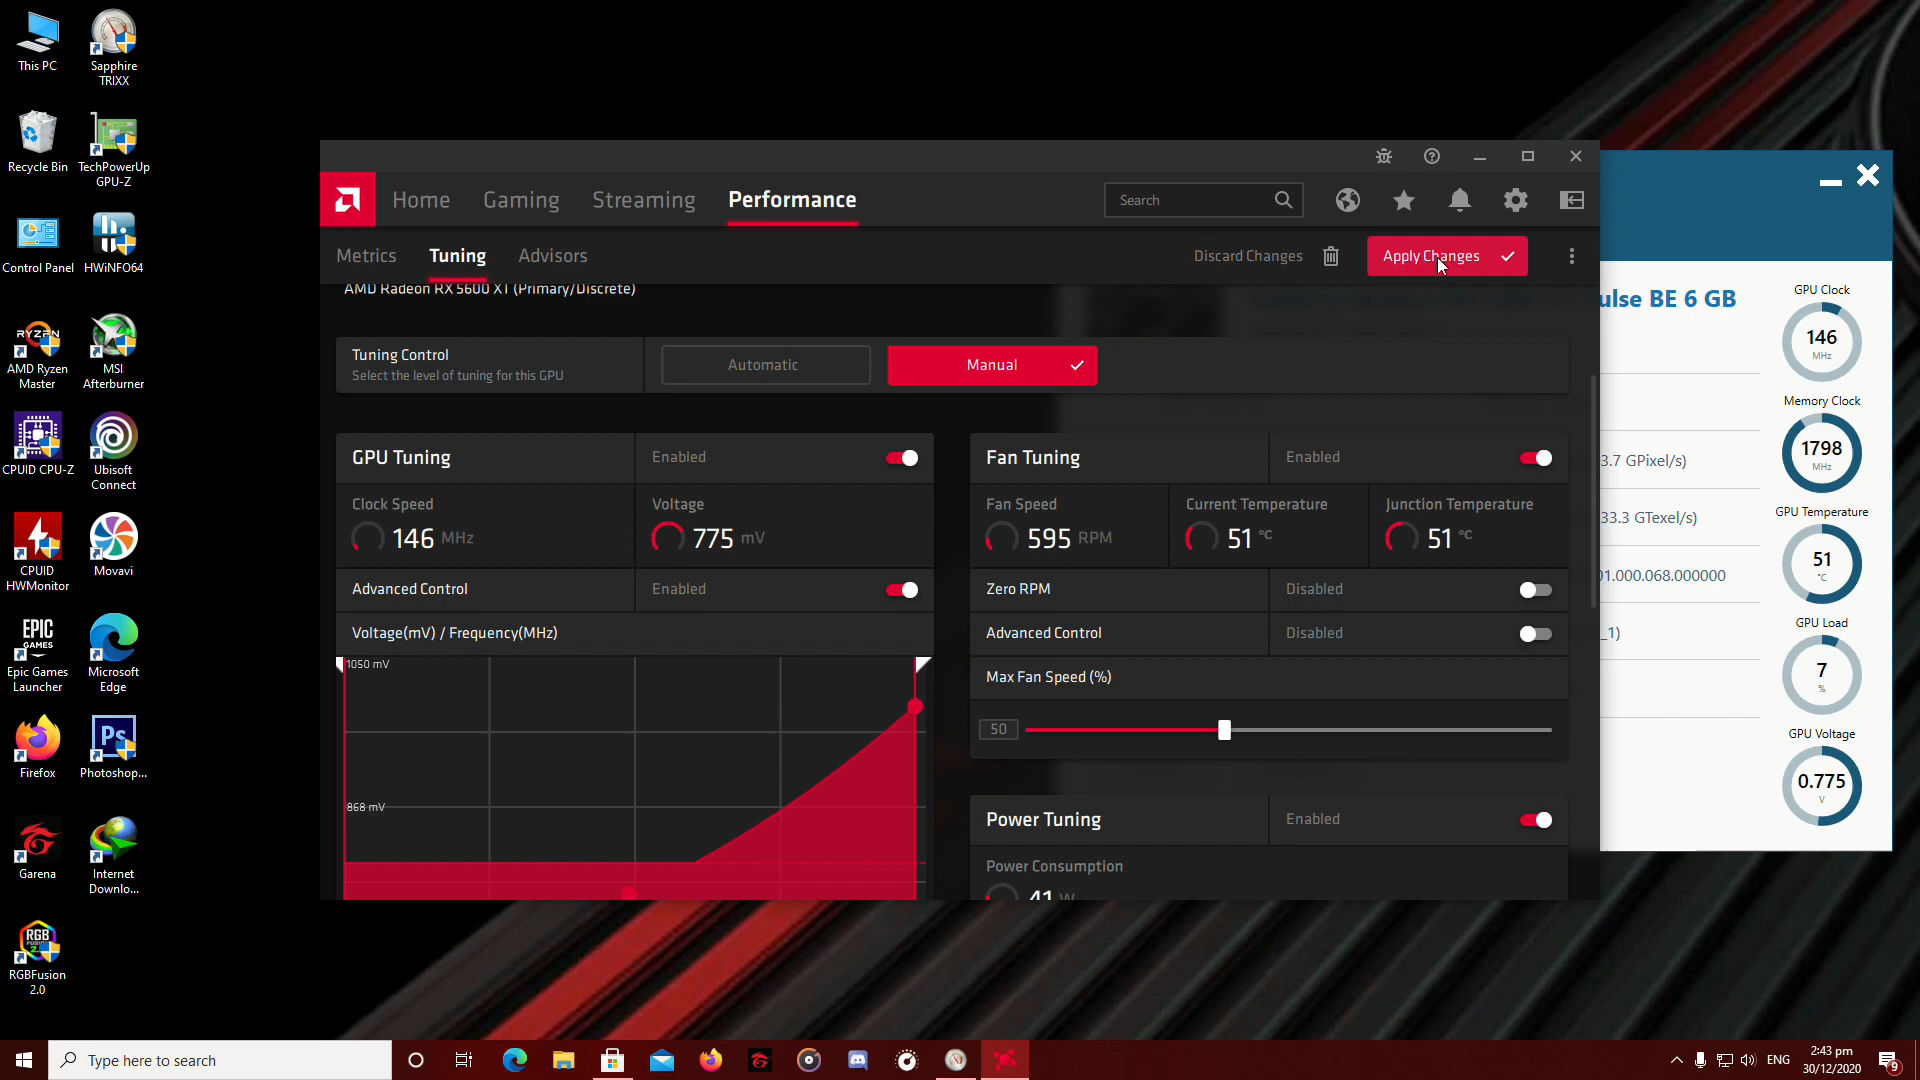 This PC
Sapphire
TRIXX
Recycle Bin
TechPowerUp
GPU-Z
Control Panel
HWiNFO64
RYZEN
AMD Ryzen
Master
MSI
Afterburner
CPUID CPU-Z
Ubisoft
Connect
CPUID
HWMonitor
Movavi
EPIC
GAMES
Epic Games
Launcher
Microsoft
Edge
Firefox
Ps
Photoshop...
Garena
Internet
Downlo...
RGB
RGBFusion
2.0
Home
Gaming
Streaming
Performance
Search
Metrics
Tuning
Advisors
Discard Changes
Apply Changes
AMD Radeon RX 5600 XT (Primary/Discrete)
Tuning Control
Select the level of tuning for this GPU
Automatic
Manual
GPU Tuning
Enabled
Clock Speed
146 MHz
Voltage
775 mV
Advanced Control
Enabled
Voltage(mV) / Frequency(MHz)
1050 mV
868 mV
Fan Tuning
Enabled
Fan Speed
595 RPM
Current Temperature
51 °C
Junction Temperature
51 °C
Zero RPM
Disabled
Advanced Control
Disabled
Max Fan Speed (%)
50
Power Tuning
Enabled
Power Consumption
41 W
ulse BE 6 GB
3.7 GPixel/s)
33.3 GTexel/s)
01.000.068.000000
_1)
GPU Clock
146
MHz
Memory Clock
1798
MHz
GPU Temperature
51
°C
GPU Load
7
%
GPU Voltage
0.775
V
Type here to search
ENG
2:43 pm
30/12/2020
9